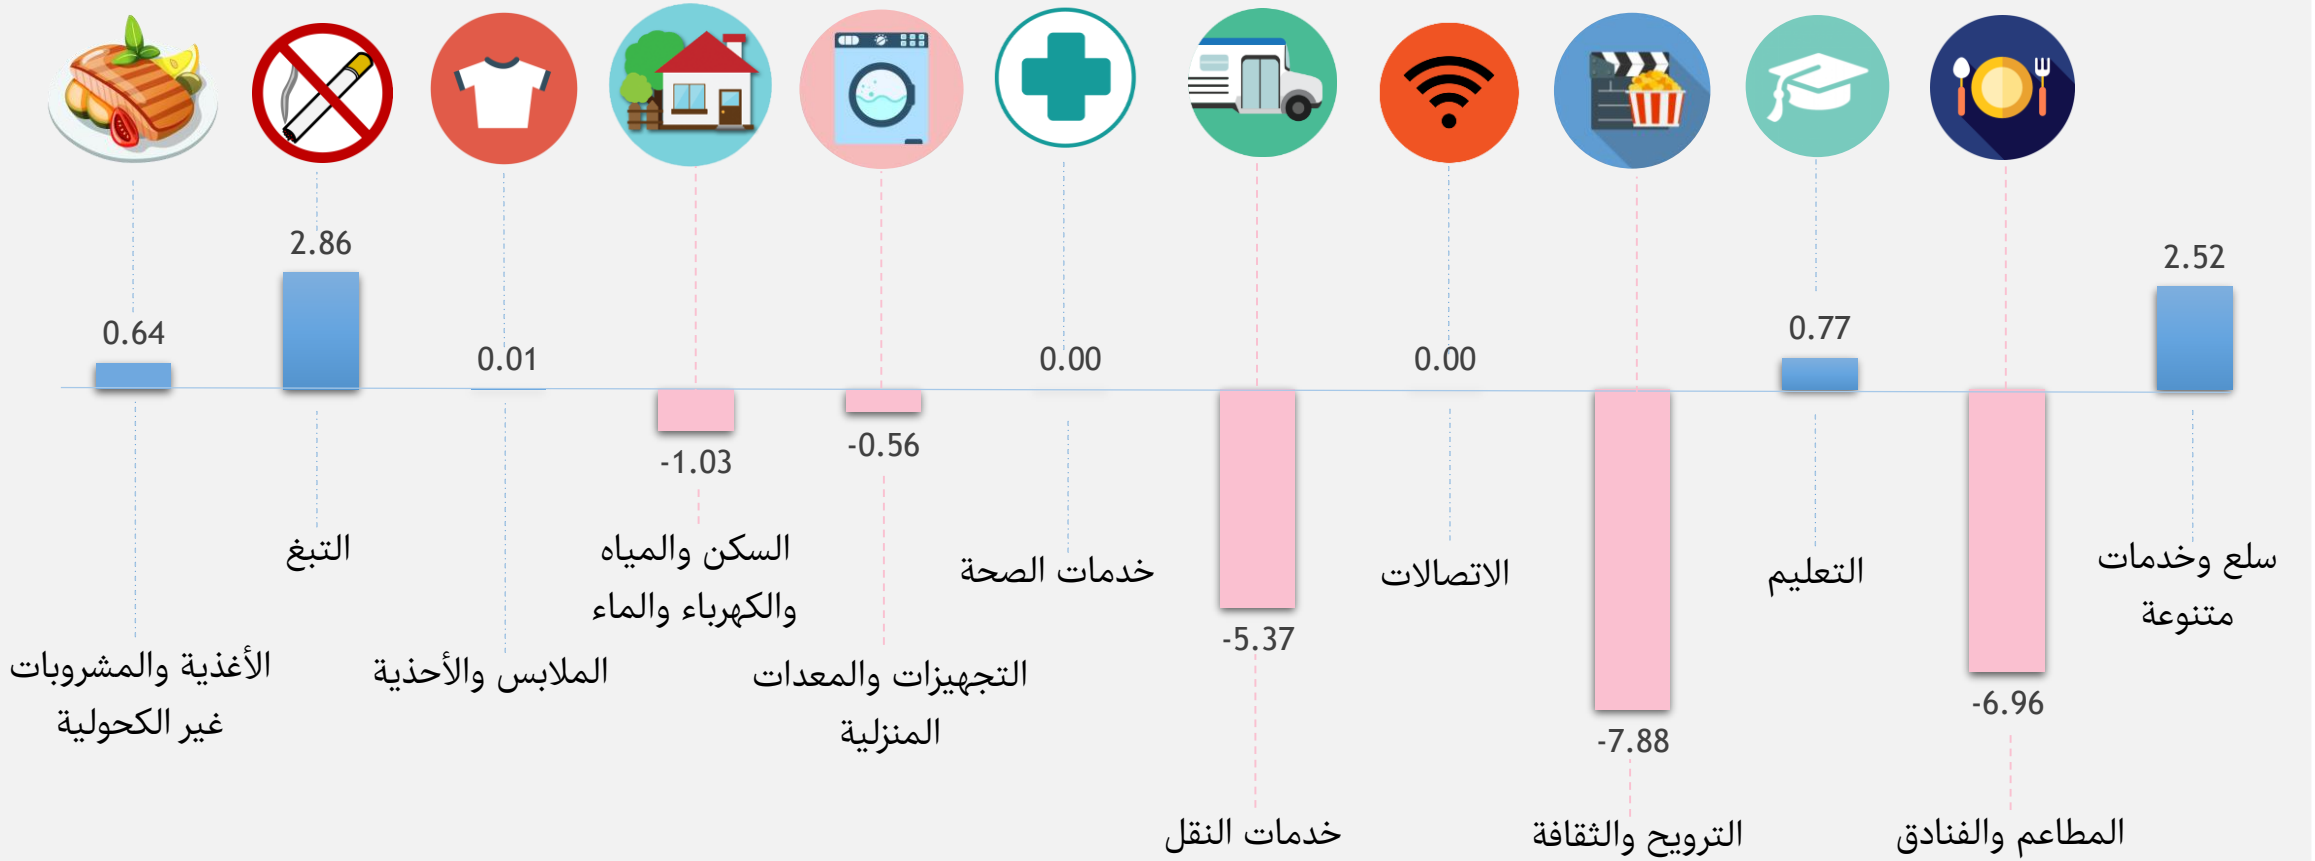 0.64
2.86
0.01
-1.03
-0.56
0.00
-5.37
0.00
-7.88
0.77
-6.96
2.52
الأغذية والمشروبات
غير الكحولية
التبغ
الملابس والأحذية
السكن والمياه
والكهرباء والماء
التجهيزات والمعدات
المنزلية
خدمات الصحة
خدمات النقل
الاتصالات
الترويح والثقافة
التعليم
المطاعم والفنادق
سلع وخدمات
متنوعة